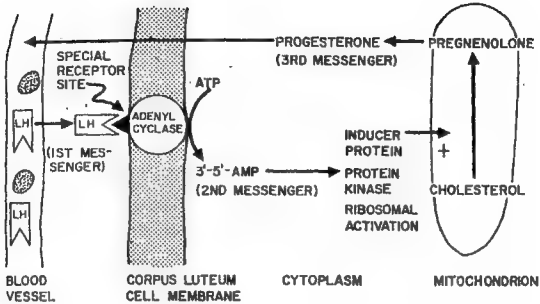 PROGESTERONE
(3RD MESSENGER)
PREGNENOLONE
SPECIAL
RECEPTOR
SITE
ATP
LH
LH
ADENYL
CYCLASE
(1ST MES-
SENGER)
INDUCER
PROTEIN
+
3'-5'-AMP
(2ND MESSENGER)
PROTEIN
KINASE
CHOLESTEROL
RIBOSOMAL
ACTIVATION
LH
BLOOD
VESSEL
CORPUS LUTEUM
CELL MEMBRANE
CYTOPLASM
MITOCHONDRION